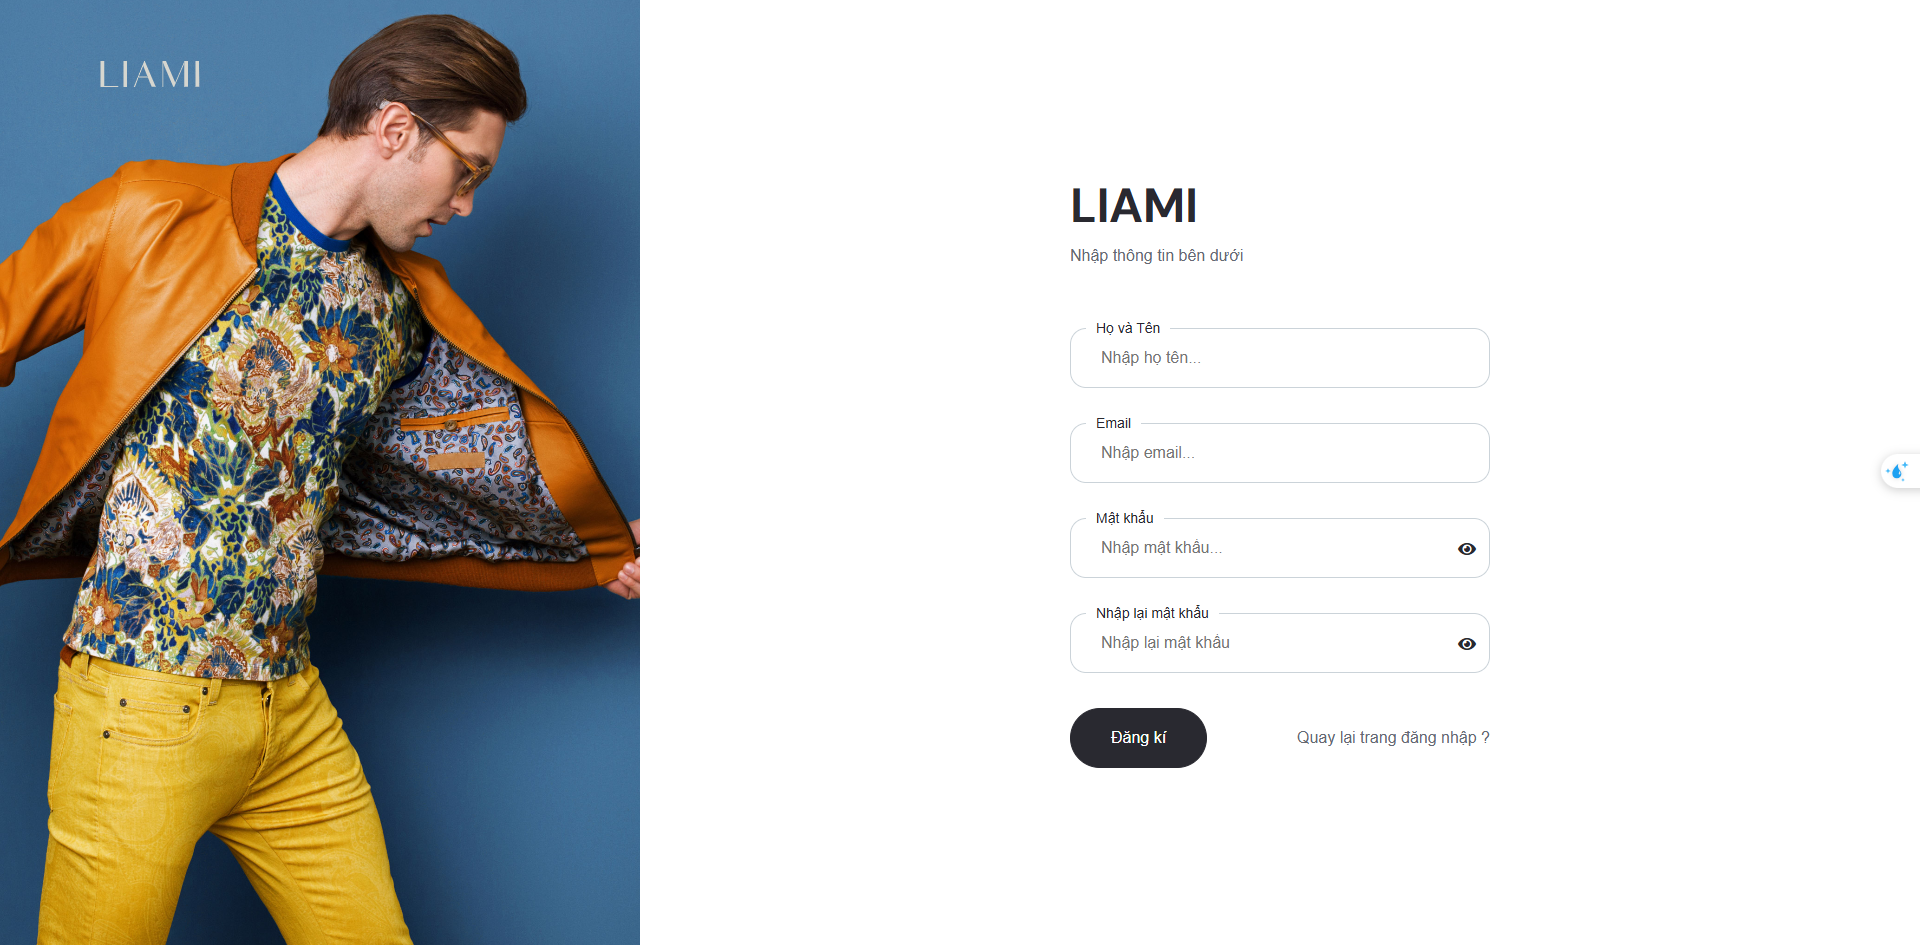 LIAMI
LIAMI
Nhập thông tin bên dưới
Họ và Tên
Nhập họ tên...
Email
Nhập email...
Mật khẩu
Nhập mật khẩu...
Nhập lại mật khẩu
Nhập lại mật khẩu
Đăng kí
Quay lại trang đăng nhập ?